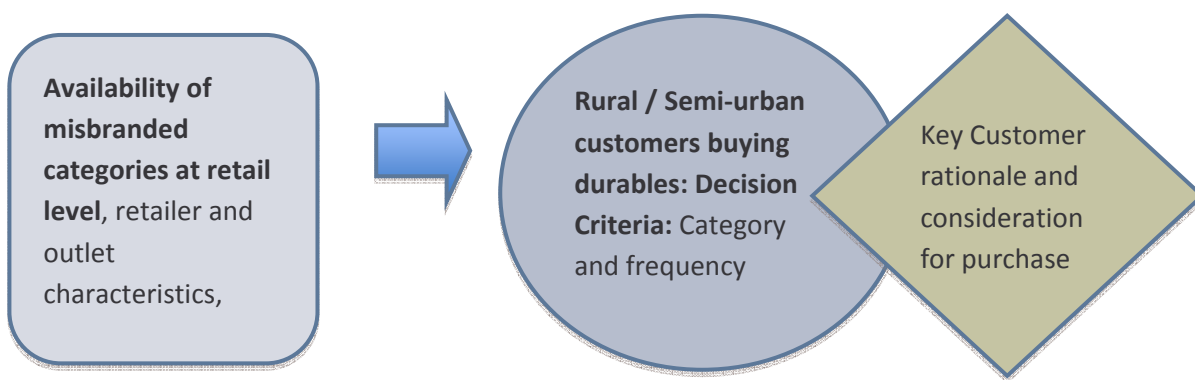 Availability of
misbranded
categories at retail
level, retailer and
outlet
characteristics,
Rural / Semi-urban
customers buying
durables: Decision
Criteria: Category
and frequency
Key Customer
rationale and
consideration
for purchase